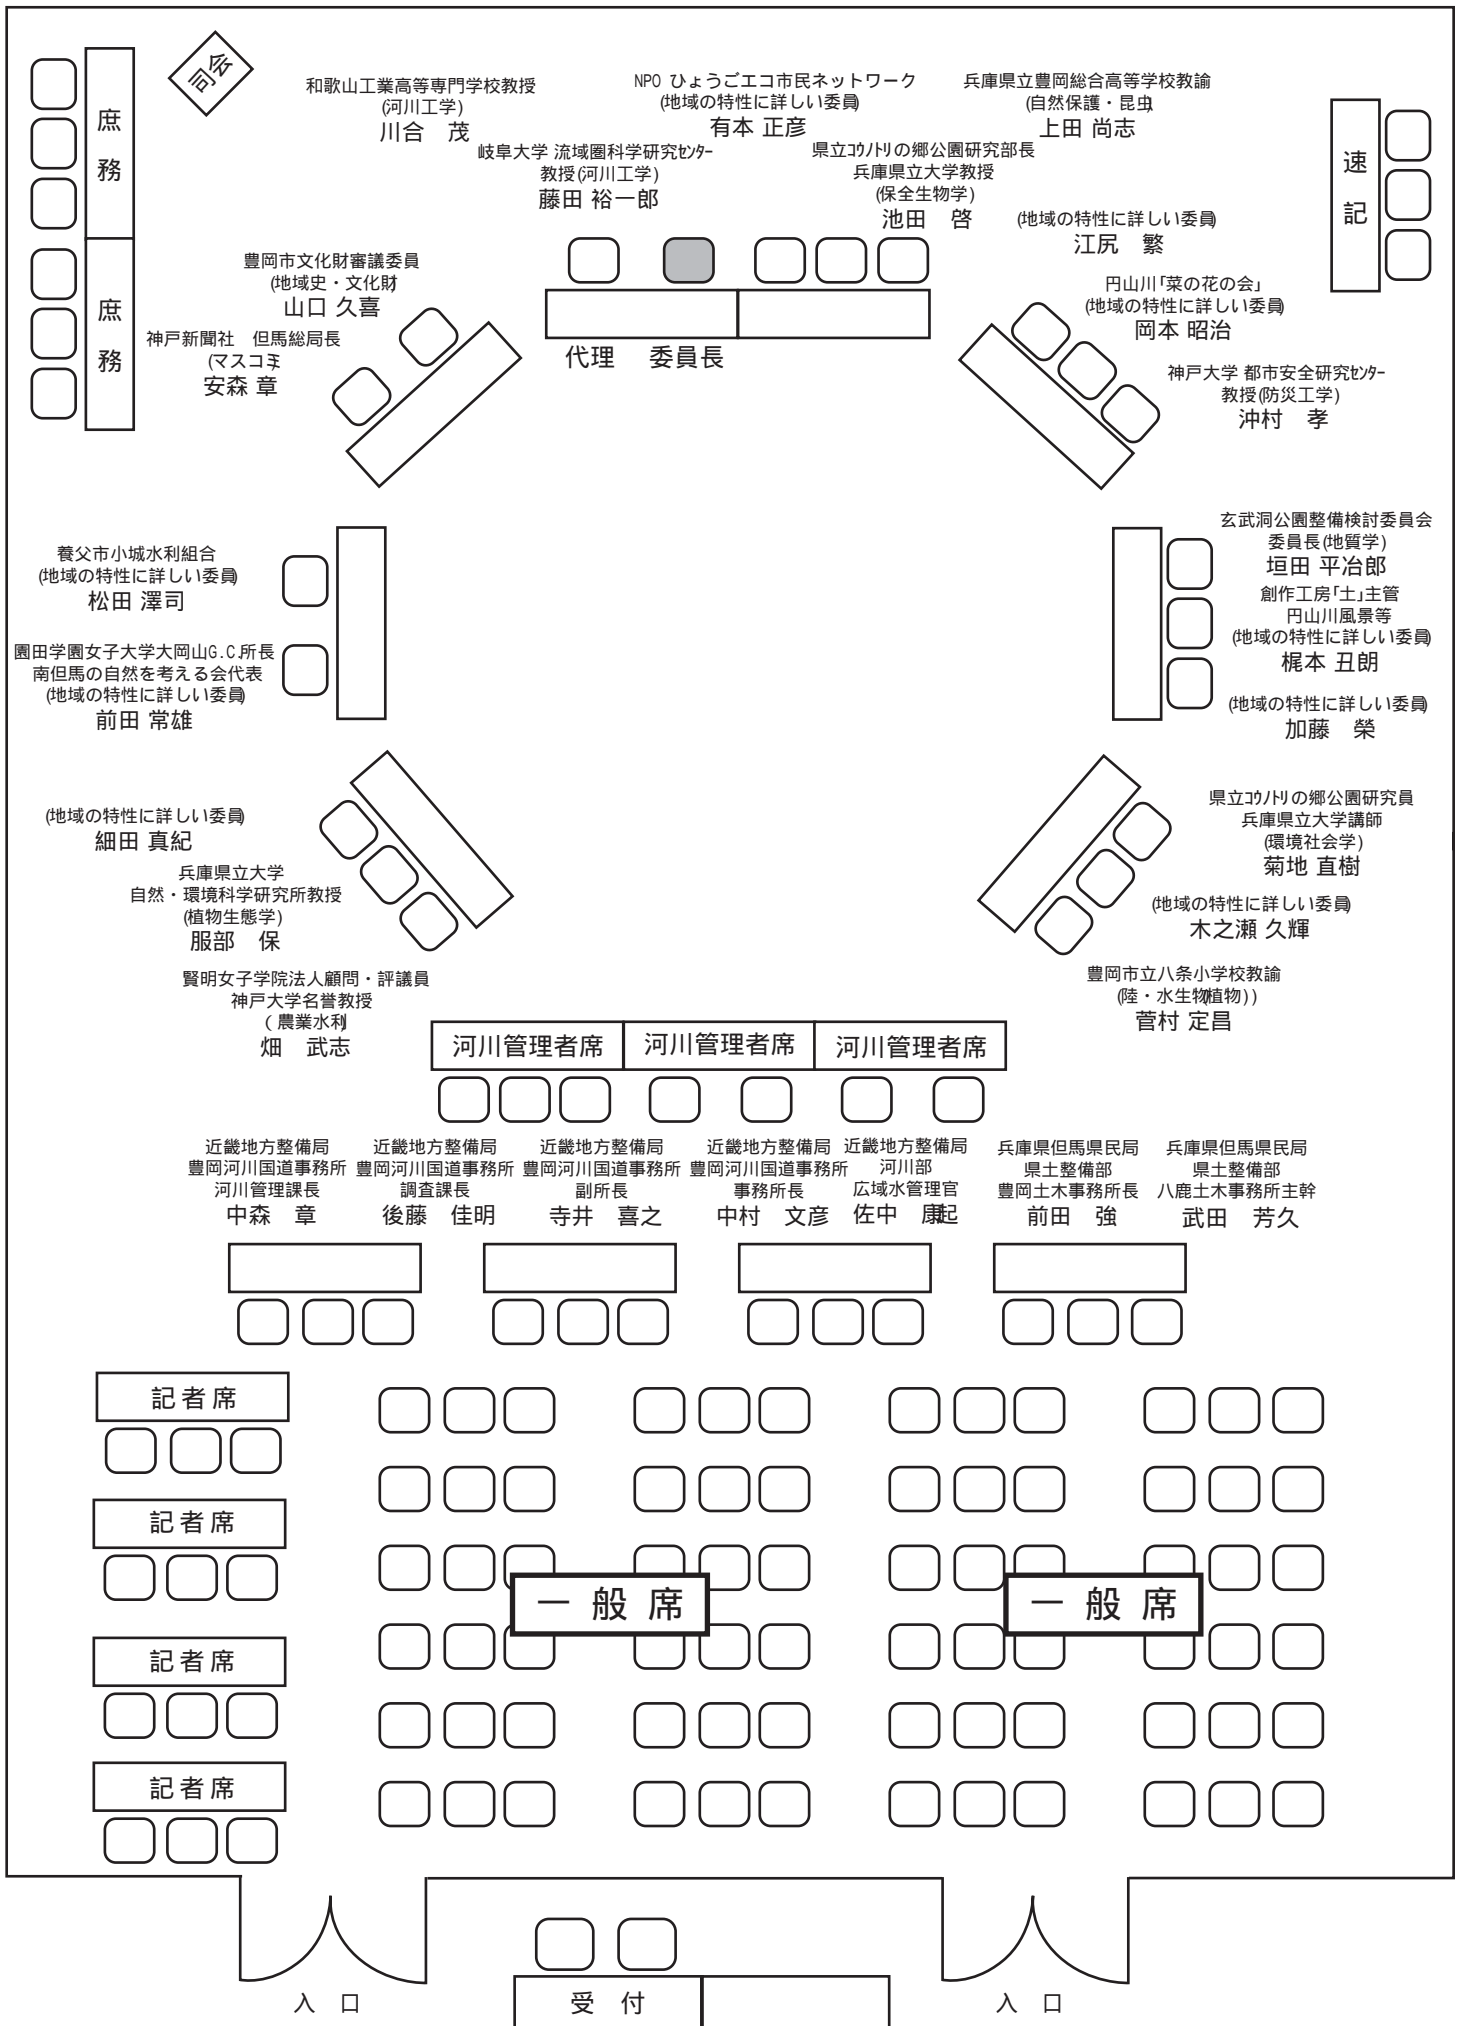 司会
庶務
庶務
速記
和歌山工業高等専門学校教授
(河川工学)
川合　茂
岐阜大学 流域圏科学研究センター
教授(河川工学)
藤田 裕一郎
NPO ひょうごエコ市民ネットワーク
(地域の特性に詳しい委員)
有本 正彦
県立コウノトリの郷公園研究部長
兵庫県立大学教授
(保全生物学)
池田　啓
兵庫県立豊岡総合高等学校教諭
(自然保護・昆虫)
上田 尚志
(地域の特性に詳しい委員)
江尻　繁
円山川「菜の花の会」
(地域の特性に詳しい委員)
岡本 昭治
神戸大学 都市安全研究センター
教授(防災工学)
沖村　孝
豊岡市文化財審議委員
(地域史・文化財)
山口 久喜
神戸新聞社　但馬総局長
(マスコミ)
安森 章
代理　委員長
養父市小城水利組合
(地域の特性に詳しい委員)
松田 澤司
園田学園女子大学大岡山G.C.所長
南但馬の自然を考える会代表
(地域の特性に詳しい委員)
前田 常雄
玄武洞公園整備検討委員会
委員長(地質学)
垣田 平治郎
創作工房「土」主管
円山川風景等
(地域の特性に詳しい委員)
梶本 丑朗
(地域の特性に詳しい委員)
加藤　榮
(地域の特性に詳しい委員)
細田 真紀
兵庫県立大学
自然・環境科学研究所教授
(植物生態学)
服部　保
賢明女子学院法人顧問・評議員
神戸大学名誉教授
(農業水利)
畑　武志
県立コウノトリの郷公園研究員
兵庫県立大学講師
(環境社会学)
菊地 直樹
(地域の特性に詳しい委員)
木之瀬 久輝
豊岡市立八条小学校教諭
(陸・水生物(植物))
菅村 定昌
河川管理者席　河川管理者席　河川管理者席
近畿地方整備局
豊岡河川国道事務所
河川管理課長
中森　章
近畿地方整備局
豊岡河川国道事務所
調査課長
後藤　佳明
近畿地方整備局
豊岡河川国道事務所
副所長
寺井　喜之
近畿地方整備局
豊岡河川国道事務所
事務所長
中村　文彦
近畿地方整備局
河川部
広域水管理官
佐中　康起
兵庫県但馬県民局
県土整備部
豊岡土木事務所長
前田　強
兵庫県但馬県民局
県土整備部
八鹿土木事務所主幹
武田　芳久
記者席
記者席
記者席
記者席
一般席　一般席
入口　受付　入口